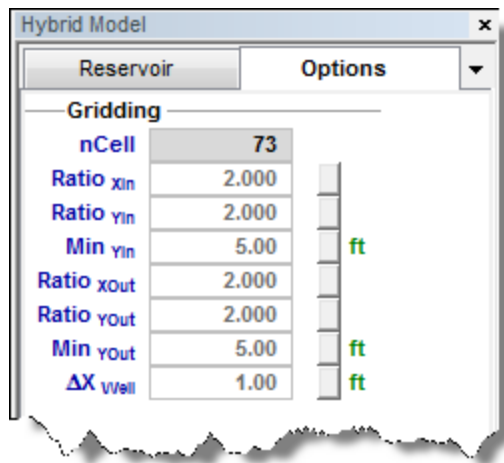 Hybrid Model x
Reservoir Options
Gridding
nCell 73
Ratio XIn 2.000
Ratio YIn 2.000
Min YIn 5.00 ft
Ratio XOut 2.000
Ratio YOut 2.000
Min YOut 5.00 ft
ΔX Well 1.00 ft